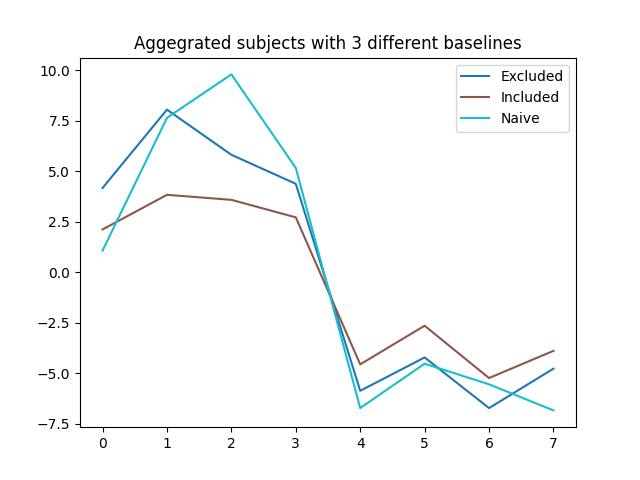 Aggegrated subjects with 3 different baselines
10.0
7.5
5.0
2.5
0.0
−2.5
−5.0
−7.5
0 1 2 3 4 5 6 7
Excluded
Included
Naive